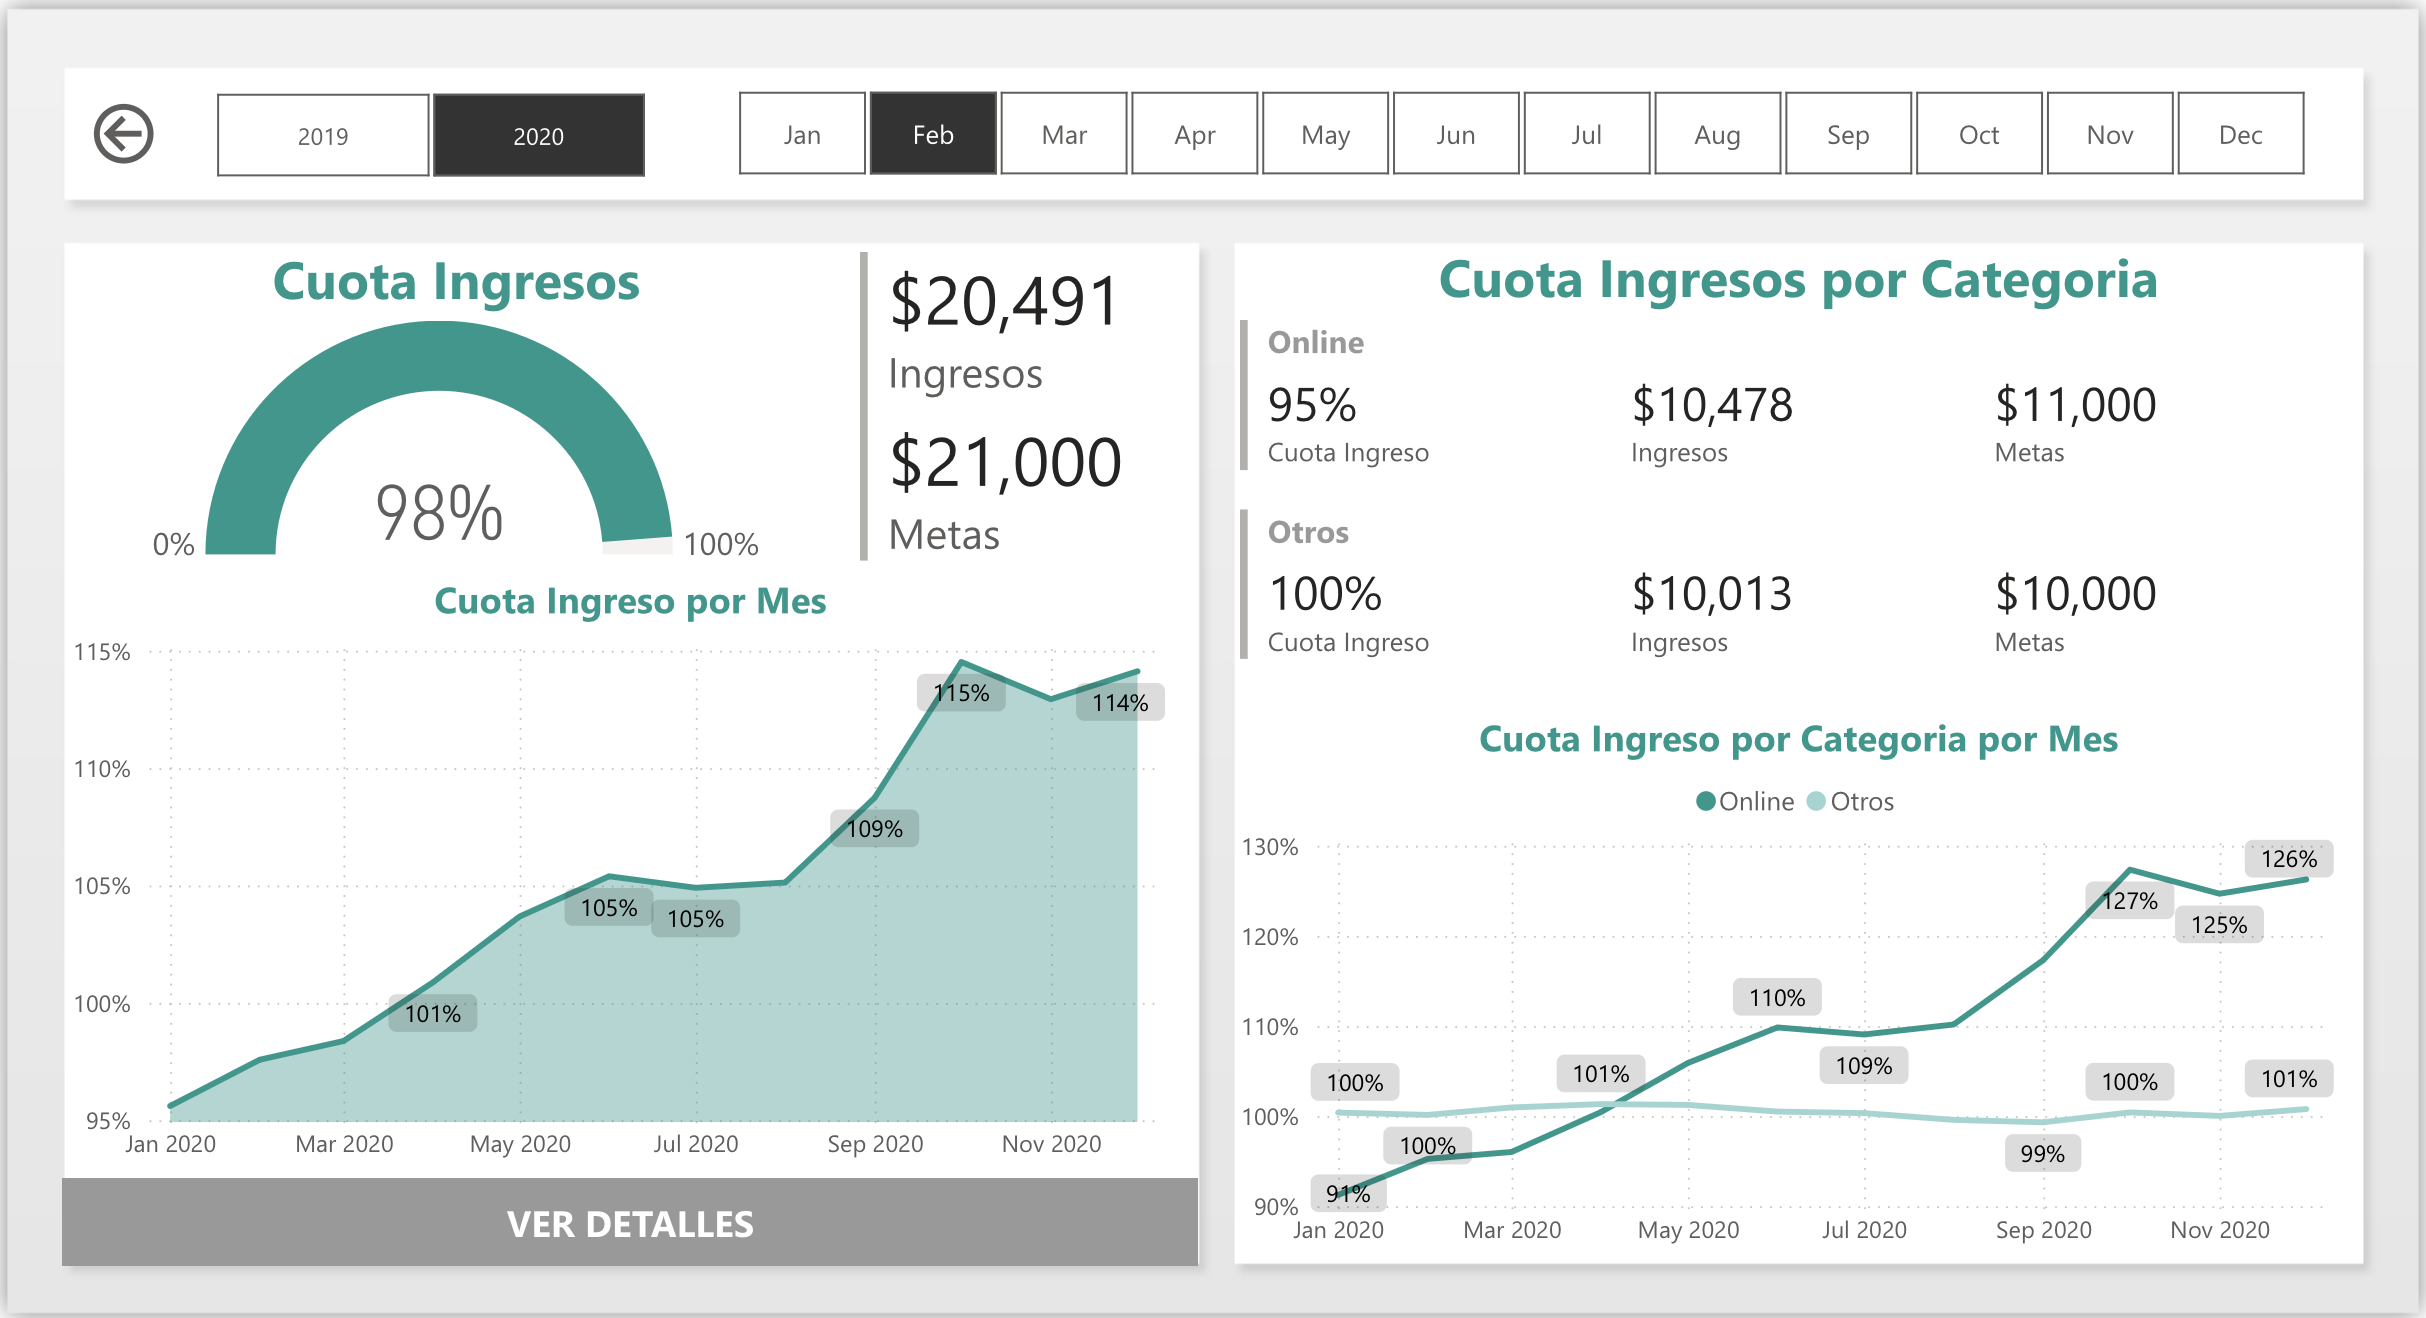 2019 2020 Jan Feb Mar Apr May Jun Jul Aug Sep Oct Nov Dec
Cuota Ingresos
98%
0% 100%
$20,491
Ingresos
$21,000
Metas
Cuota Ingreso por Mes
115%
110%
105%
100%
95%
115%
114%
109%
105% 105%
101%
Jan 2020 Mar 2020 May 2020 Jul 2020 Sep 2020 Nov 2020
VER DETALLES
Cuota Ingresos por Categoria
Online
95% $10,478 $11,000
Cuota Ingreso Ingresos Metas
Otros
100% $10,013 $10,000
Cuota Ingreso Ingresos Metas
Cuota Ingreso por Categoria por Mes
Online Otros
130%
120%
110%
100%
90%
126%
127%
125%
110%
109%
101%
100%
100%
101%
100%
99%
91%
Jan 2020 Mar 2020 May 2020 Jul 2020 Sep 2020 Nov 2020